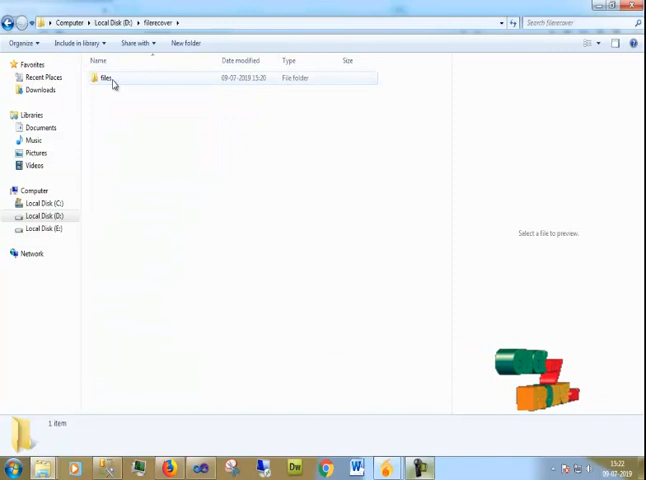 Computer ▸ Local Disk (D:) ▸ filerecover ▸
Search filerecover
Organize ▾ Include in library ▾ Share with ▾ New folder
Name Date modified Type Size
files 09-07-2019 15:20 File folder
Favorites
Recent Places
Downloads
Libraries
Documents
Music
Pictures
Videos
Computer
Local Disk (C:)
Local Disk (D:)
Local Disk (E:)
Network
Select a file to preview.
1 item
Dw
W
15:22
09-07-2019